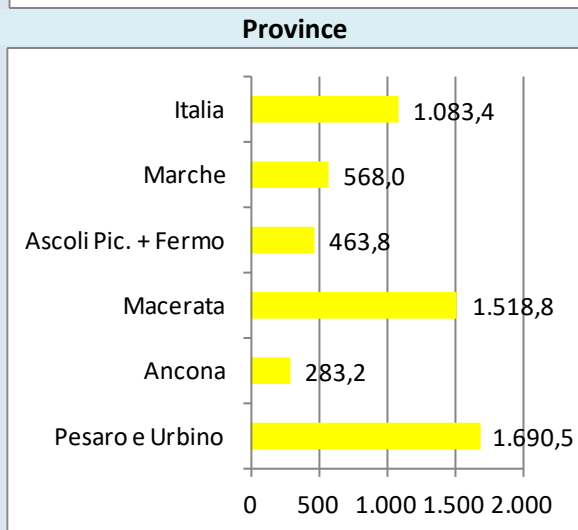 Province
Italia 1.083,4
Marche 568,0
Ascoli Pic. + Fermo 463,8
Macerata 1.518,8
Ancona 283,2
Pesaro e Urbino 1.690,5
0 500 1.000 1.500 2.000